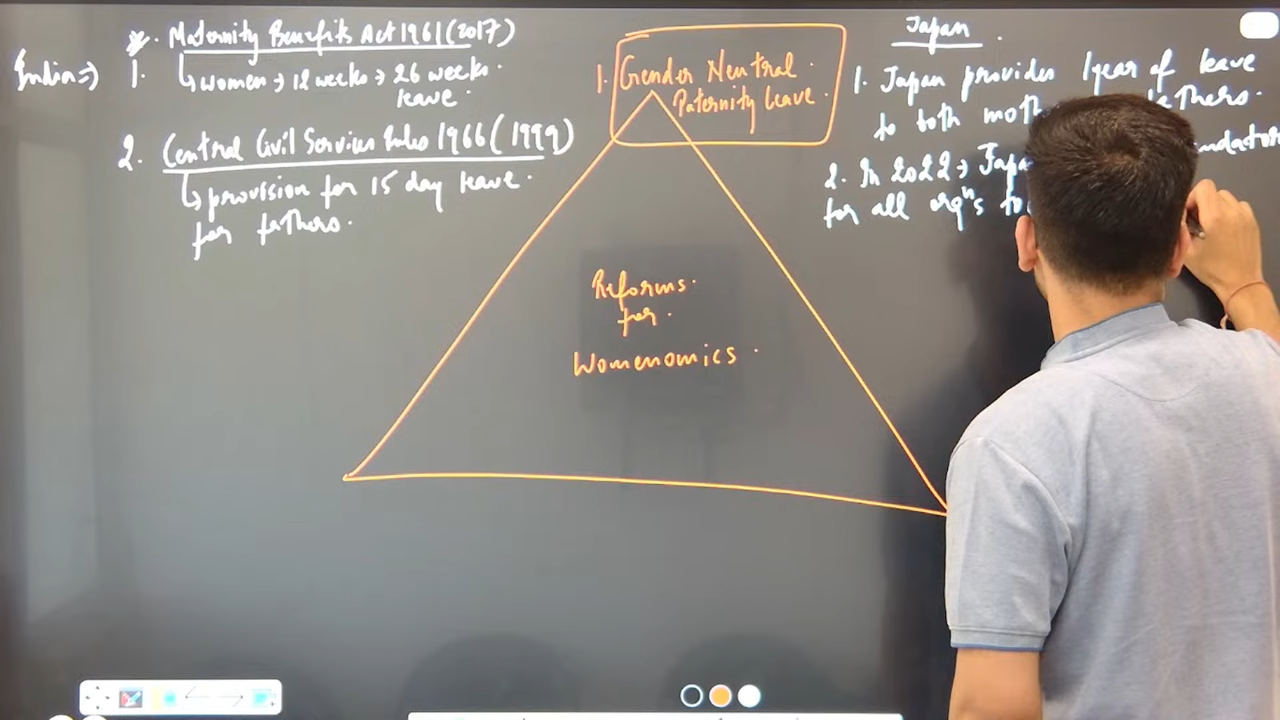 * . Maternity Benefits Act 1961 (2017)
India => 1. ↳ women → 12 weeks → 26 weeks.
leave.
2. Central Civil Services Rules 1966 (1999)
↳ provision for 15 day leave.
for fathers.
1. Gender Neutral.
Paternity Leave.
Reforms.
for.
Womenomics.
Japan.
1. Japan provides 1 year of leave
to both fathers.
2. In 2022 →
for all orgⁿs to